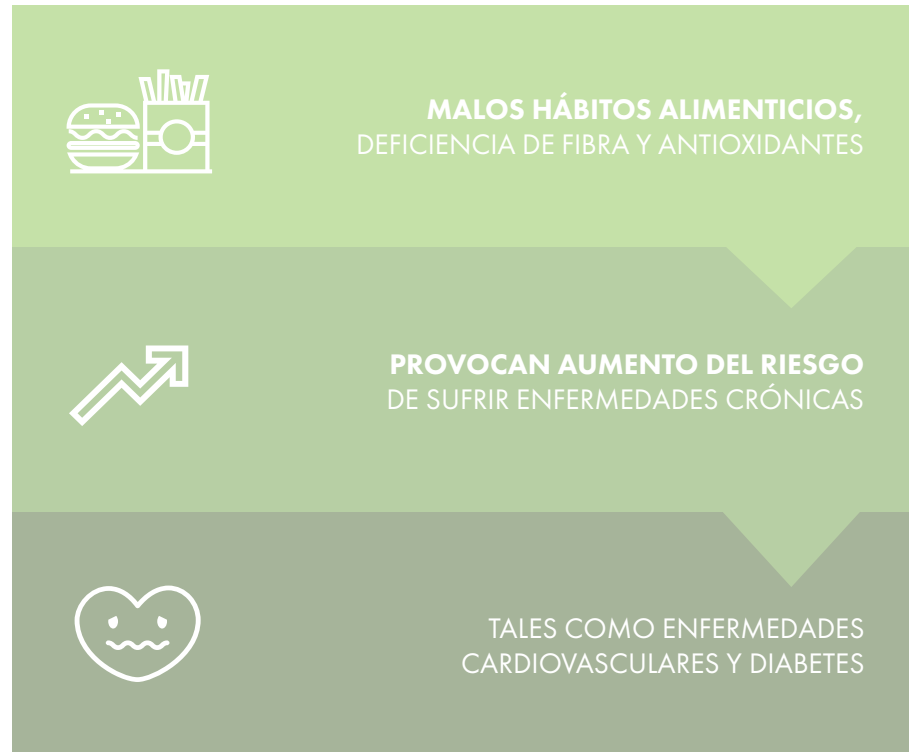 MALOS HÁBITOS ALIMENTICIOS,
DEFICIENCIA DE FIBRA Y ANTIOXIDANTES
PROVOCAN AUMENTO DEL RIESGO
DE SUFRIR ENFERMEDADES CRÓNICAS
TALES COMO ENFERMEDADES
CARDIOVASCULARES Y DIABETES